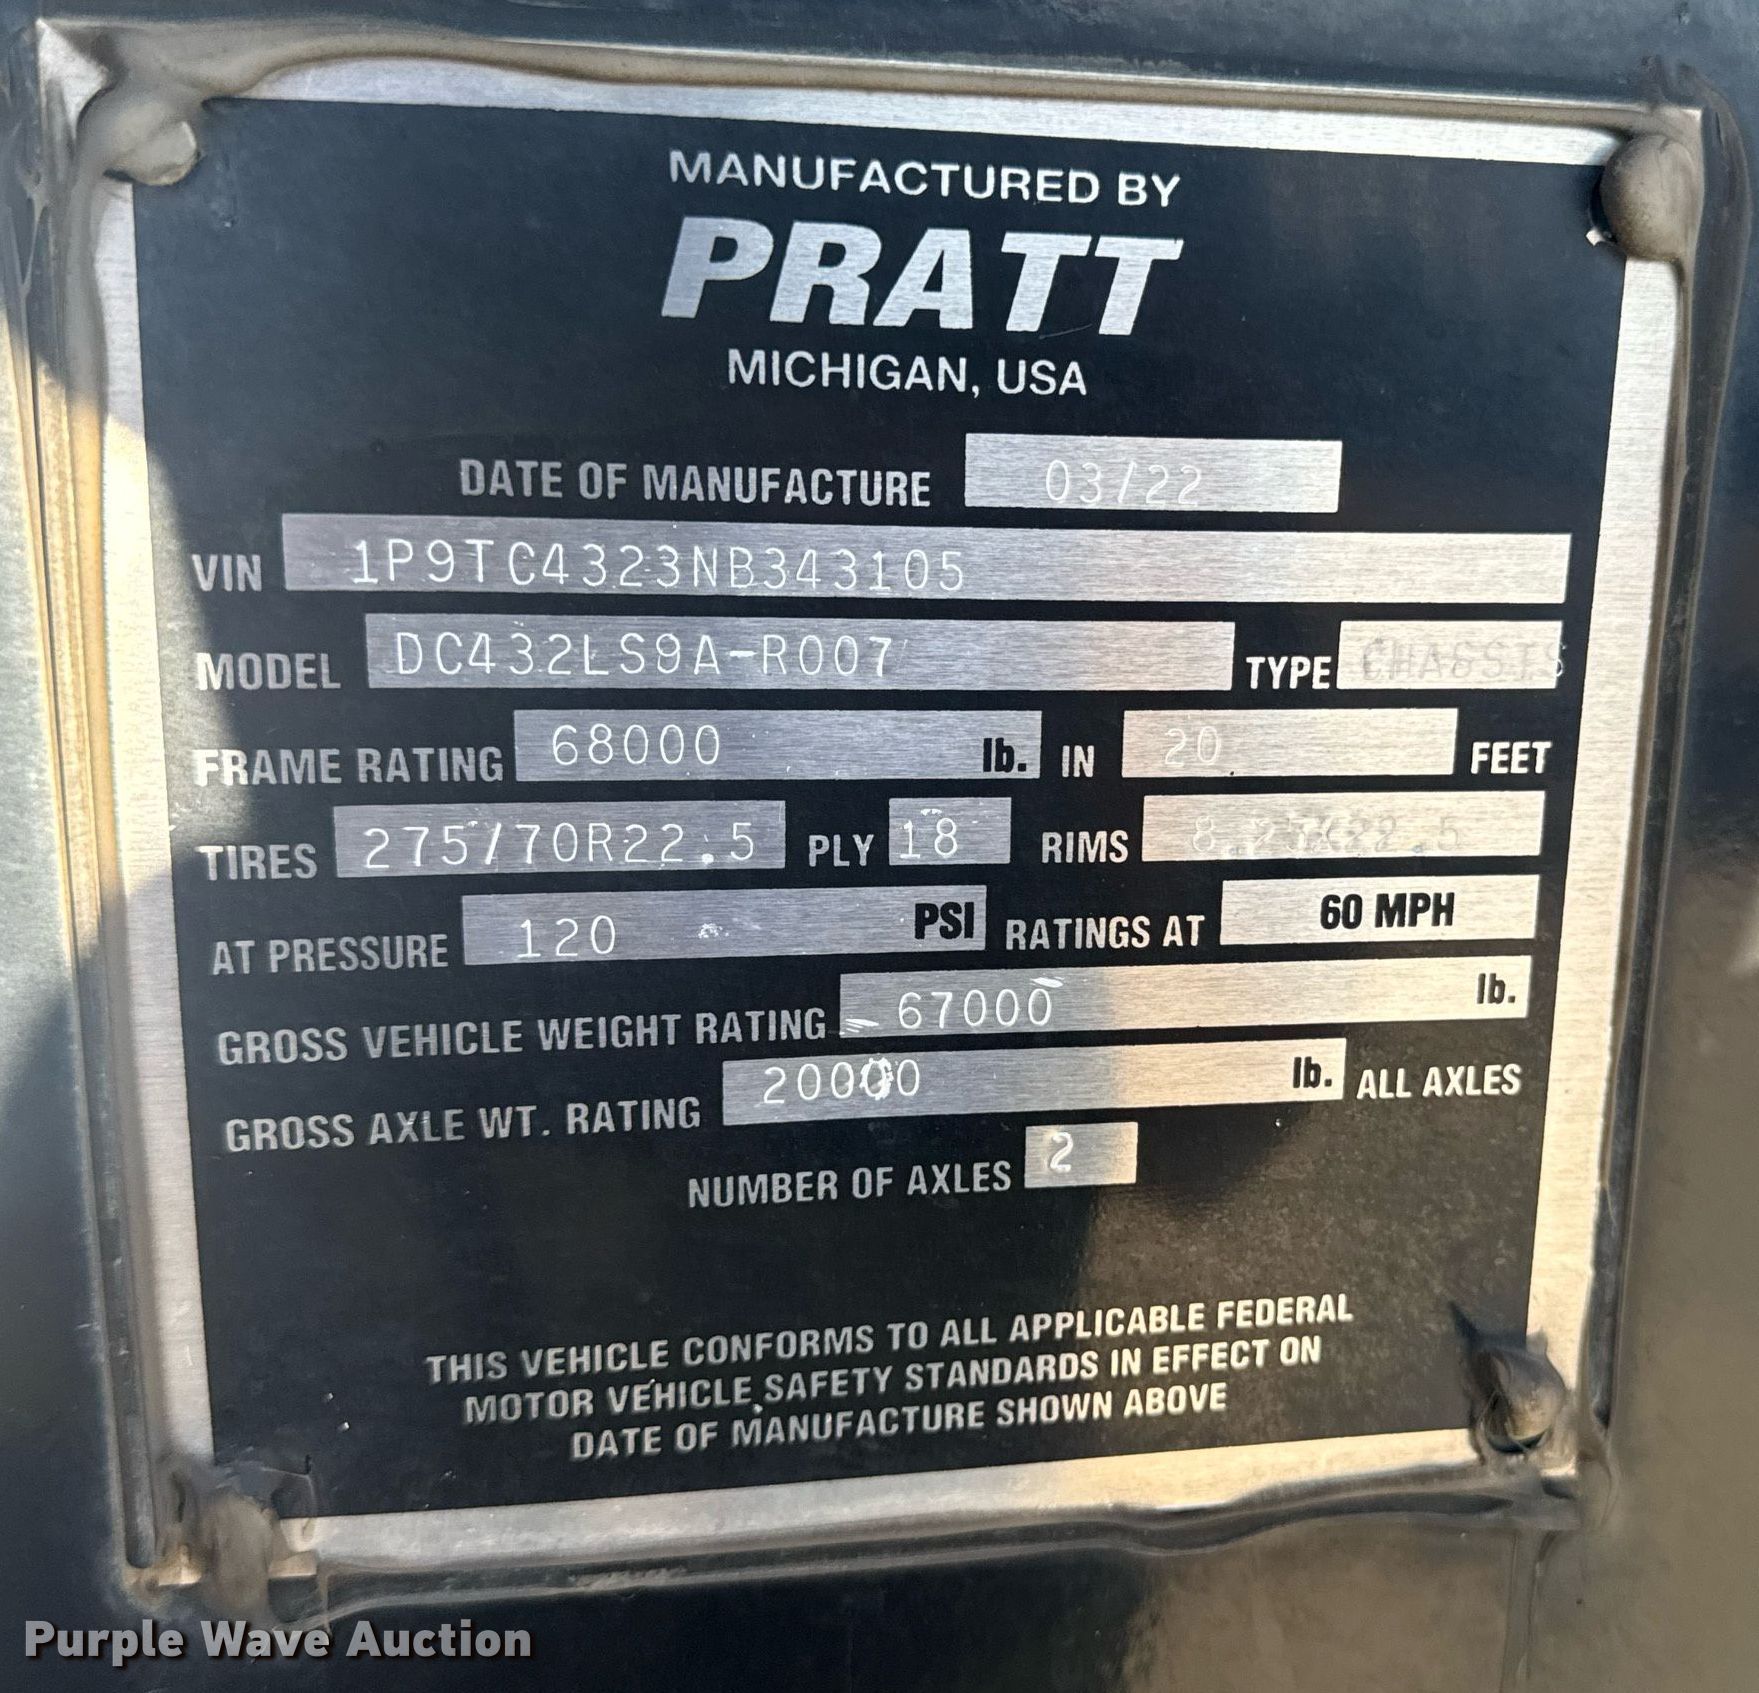 MANUFACTURED BY
PRATT
MICHIGAN, USA
DATE OF MANUFACTURE 03/22
VIN 1P9TC4323NB343105
MODEL DC432LS9A-R007 TYPE CHASSIS
FRAME RATING 68000 lb. IN 20 FEET
TIRES 275/70R22.5 PLY 18 RIMS 8.25X22.5
AT PRESSURE 120 PSI RATINGS AT 60 MPH
GROSS VEHICLE WEIGHT RATING 67000 lb.
GROSS AXLE WT. RATING 20000 lb. ALL AXLES
NUMBER OF AXLES 2
THIS VEHICLE CONFORMS TO ALL APPLICABLE FEDERAL
MOTOR VEHICLE SAFETY STANDARDS IN EFFECT ON
DATE OF MANUFACTURE SHOWN ABOVE
Purple Wave Auction